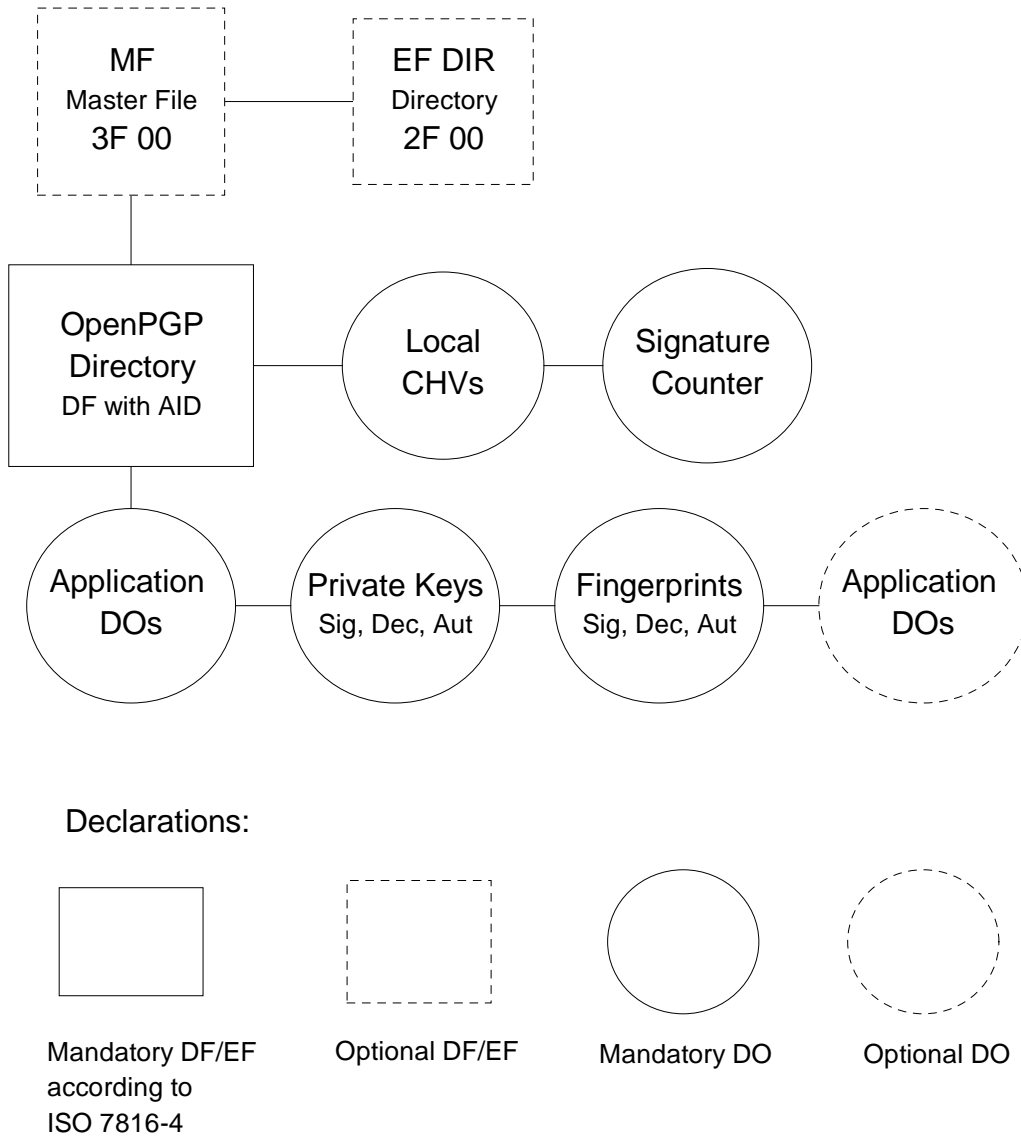 MF
Master File
3F 00
EF DIR
Directory
2F 00
OpenPGP
Directory
DF with AID
Local
CHVs
Signature
Counter
Application
DOs
Private Keys
Sig, Dec, Aut
Fingerprints
Sig, Dec, Aut
Application
DOs
Declarations:
Mandatory DF/EF
according to
ISO 7816-4
Optional DF/EF
Mandatory DO
Optional DO